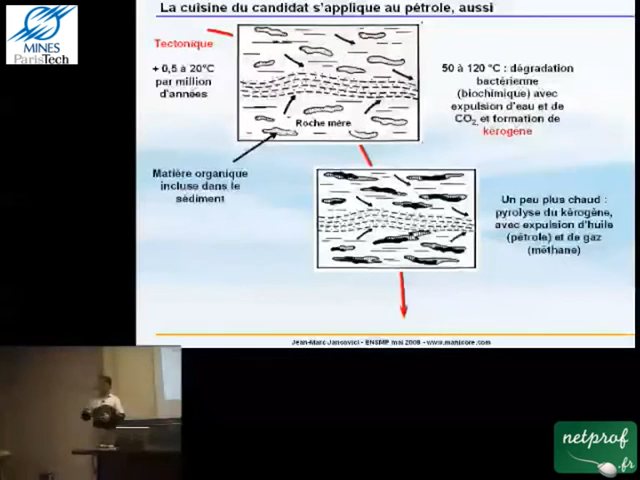 La cuisine du candidat s'applique au pétrole, aussi
MINES
ParisTech
Tectonique
+ 0,5 à 20°C
par million
d'années
Roche mère
50 à 120 °C : dégradation
bactérienne
(biochimique) avec
expulsion d'eau et de
CO2, et formation de
kérogène
Matière organique
incluse dans le
sédiment
Un peu plus chaud :
pyrolyse du kérogène,
avec expulsion d'huile
(pétrole) et de gaz
(méthane)
Jean-Marc Jancovici - ENSMP mai 2008 - www.manicore.com
netprof
.fr